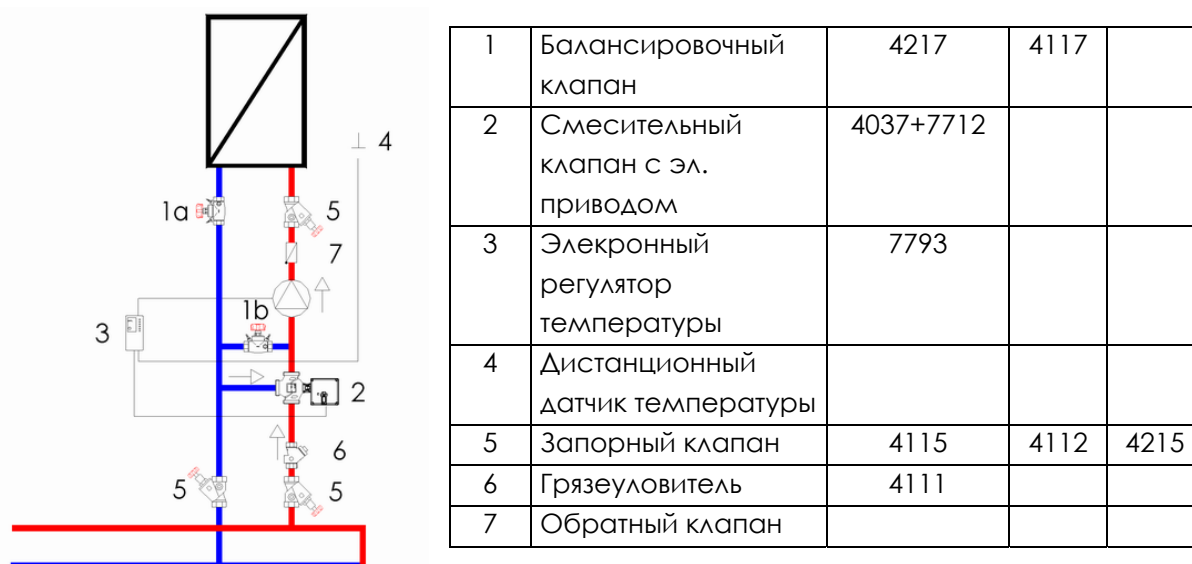 4
1a
5
7
1b
3
2
6
5
5
1 Балансировочный 4217 4117
клапан
2 Смесительный 4037+7712
клапан с эл.
приводом
3 Элекронный 7793
регулятор
температуры
4 Дистанционный
датчик температуры
5 Запорный клапан 4115 4112 4215
6 Грязеуловитель 4111
7 Обратный клапан